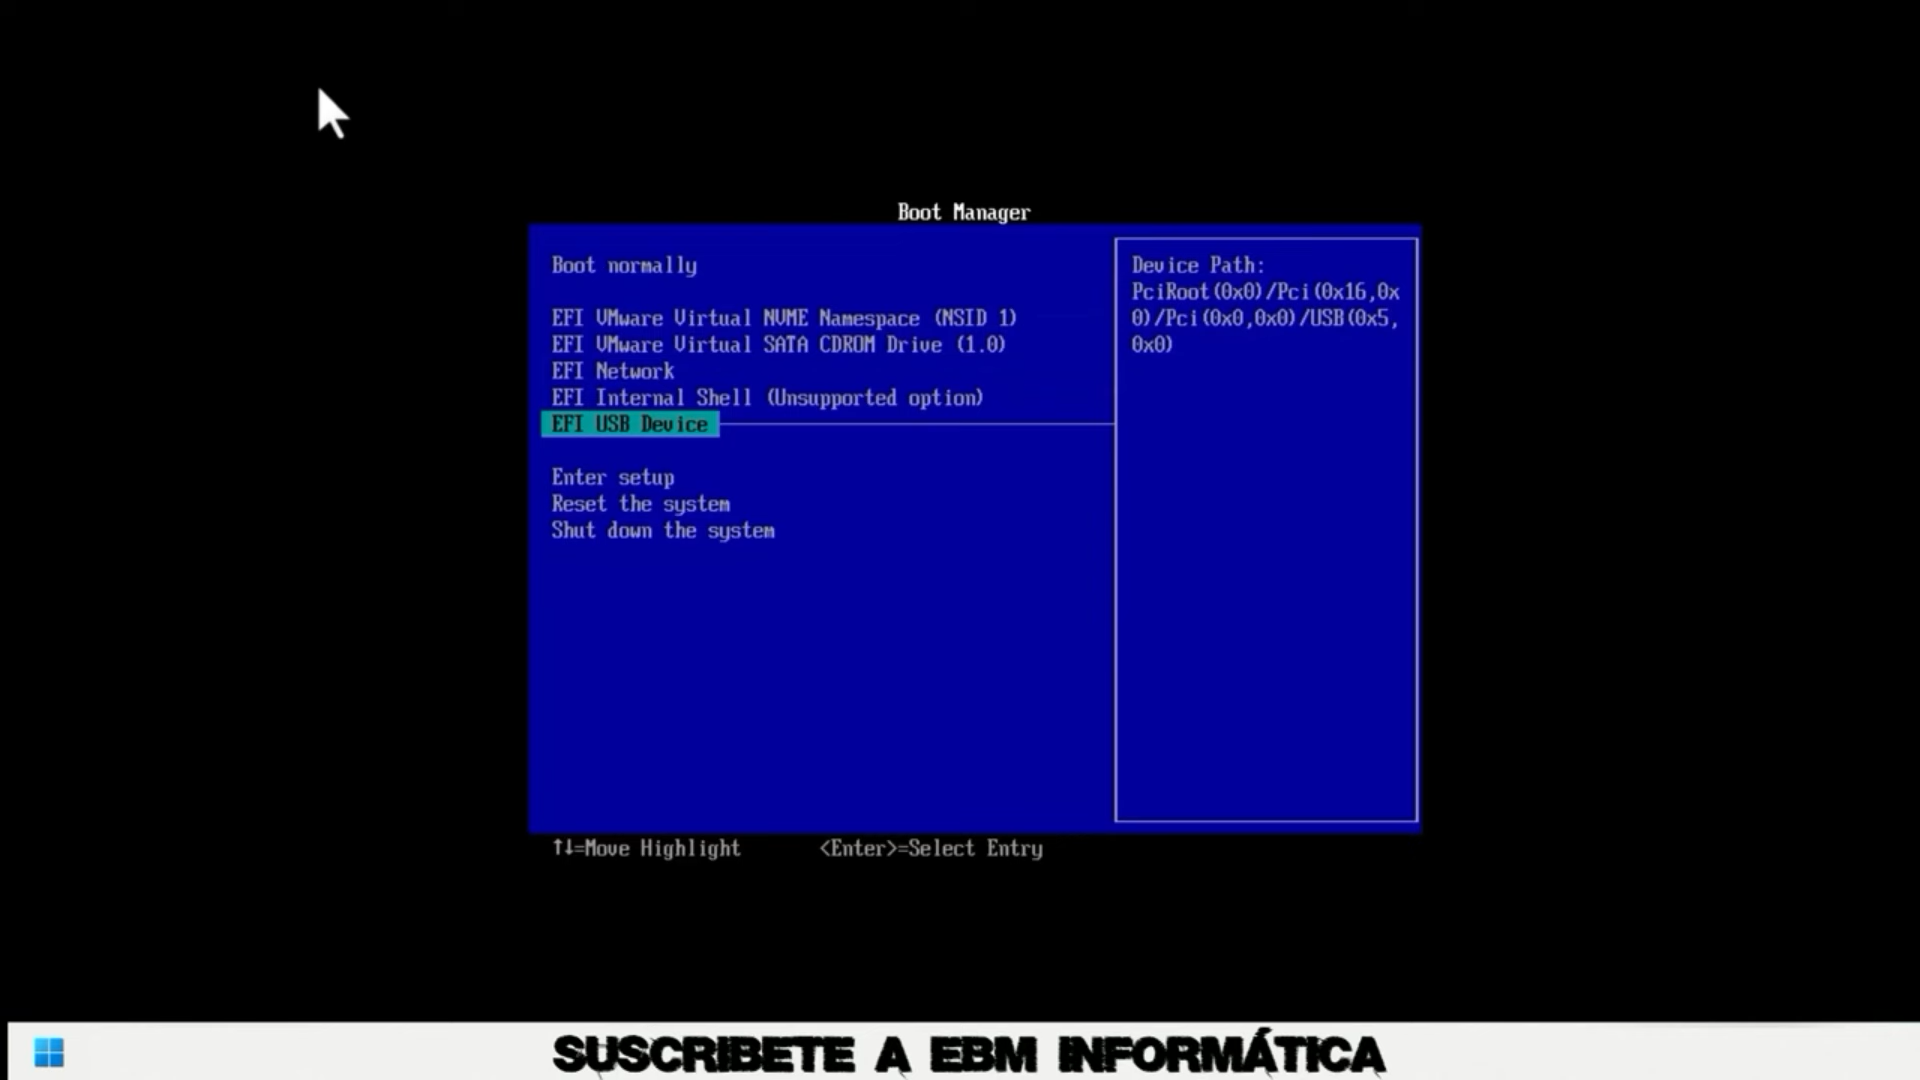 Boot Manager
Boot normally
EFI VMware Virtual NVME Namespace (NSID 1)
EFI VMware Virtual SATA CDROM Drive (1.0)
EFI Network
EFI Internal Shell (Unsupported option)
EFI USB Device
Enter setup
Reset the system
Shut down the system
Device Path:
PciRoot(0x0)/Pci(0x16,0x
0)/Pci(0x0,0x0)/USB(0x5,
0x0)
↑↓=Move Highlight <Enter>=Select Entry
SUSCRIBETE A EBM INFORMÁTICA